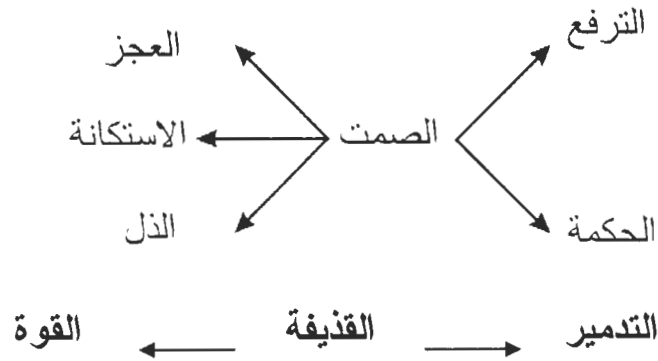 الترفع
العجز
الصمت
الاستكانة
الحكمة
الذل
التدمير القذيفة القوة